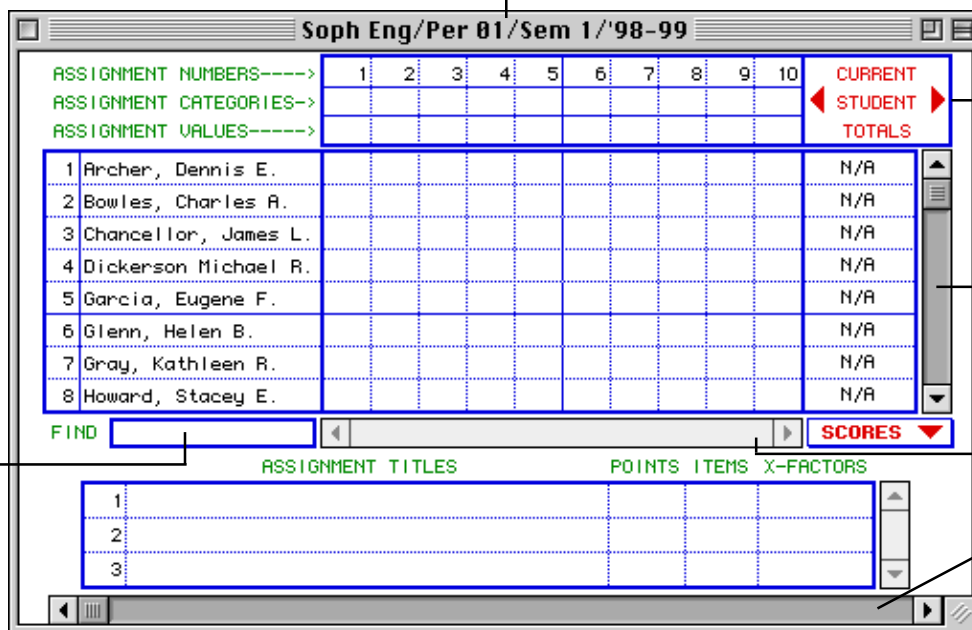 Soph Eng/Per 01/Sem 1/'98-99
ASSIGNMENT NUMBERS----> 1 2 3 4 5 6 7 8 9 10 CURRENT
ASSIGNMENT CATEGORIES-> STUDENT
ASSIGNMENT VALUES-----> TOTALS
1 Archer, Dennis E. N/A
2 Bowles, Charles A. N/A
3 Chancellor, James L. N/A
4 Dickerson Michael R. N/A
5 Garcia, Eugene F. N/A
6 Glenn, Helen B. N/A
7 Gray, Kathleen R. N/A
8 Howard, Stacey E. N/A
FIND SCORES
ASSIGNMENT TITLES POINTS ITEMS X-FACTORS
1
2
3